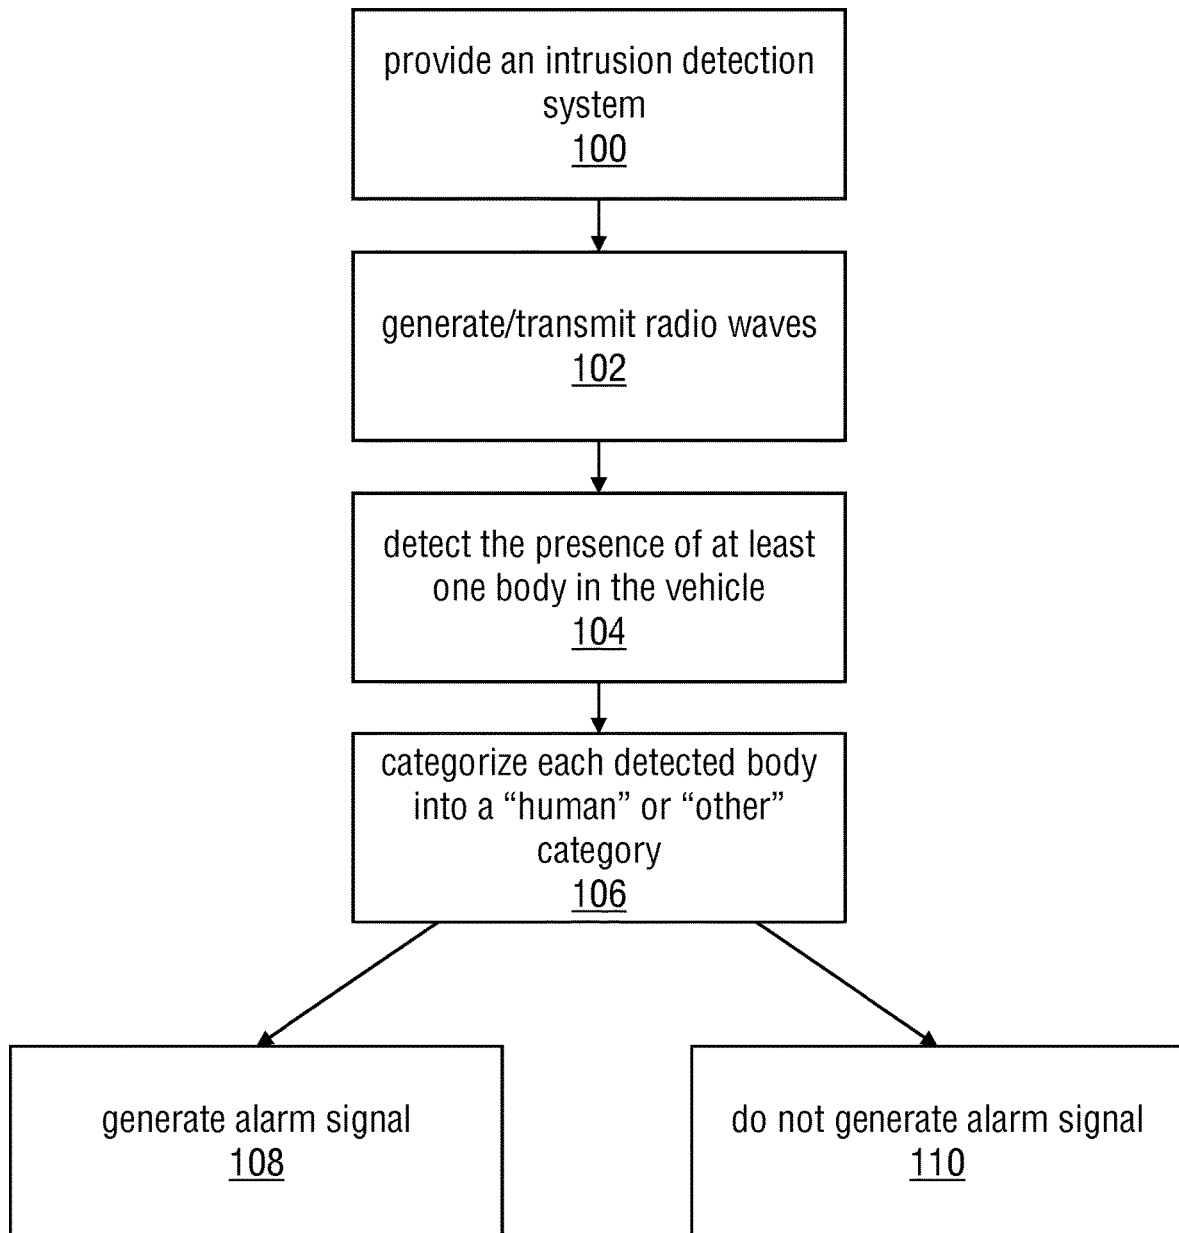 provide an intrusion detection
system
100
generate/transmit radio waves
102
detect the presence of at least
one body in the vehicle
104
categorize each detected body
into a “human” or “other”
category
106
generate alarm signal
108
do not generate alarm signal
110